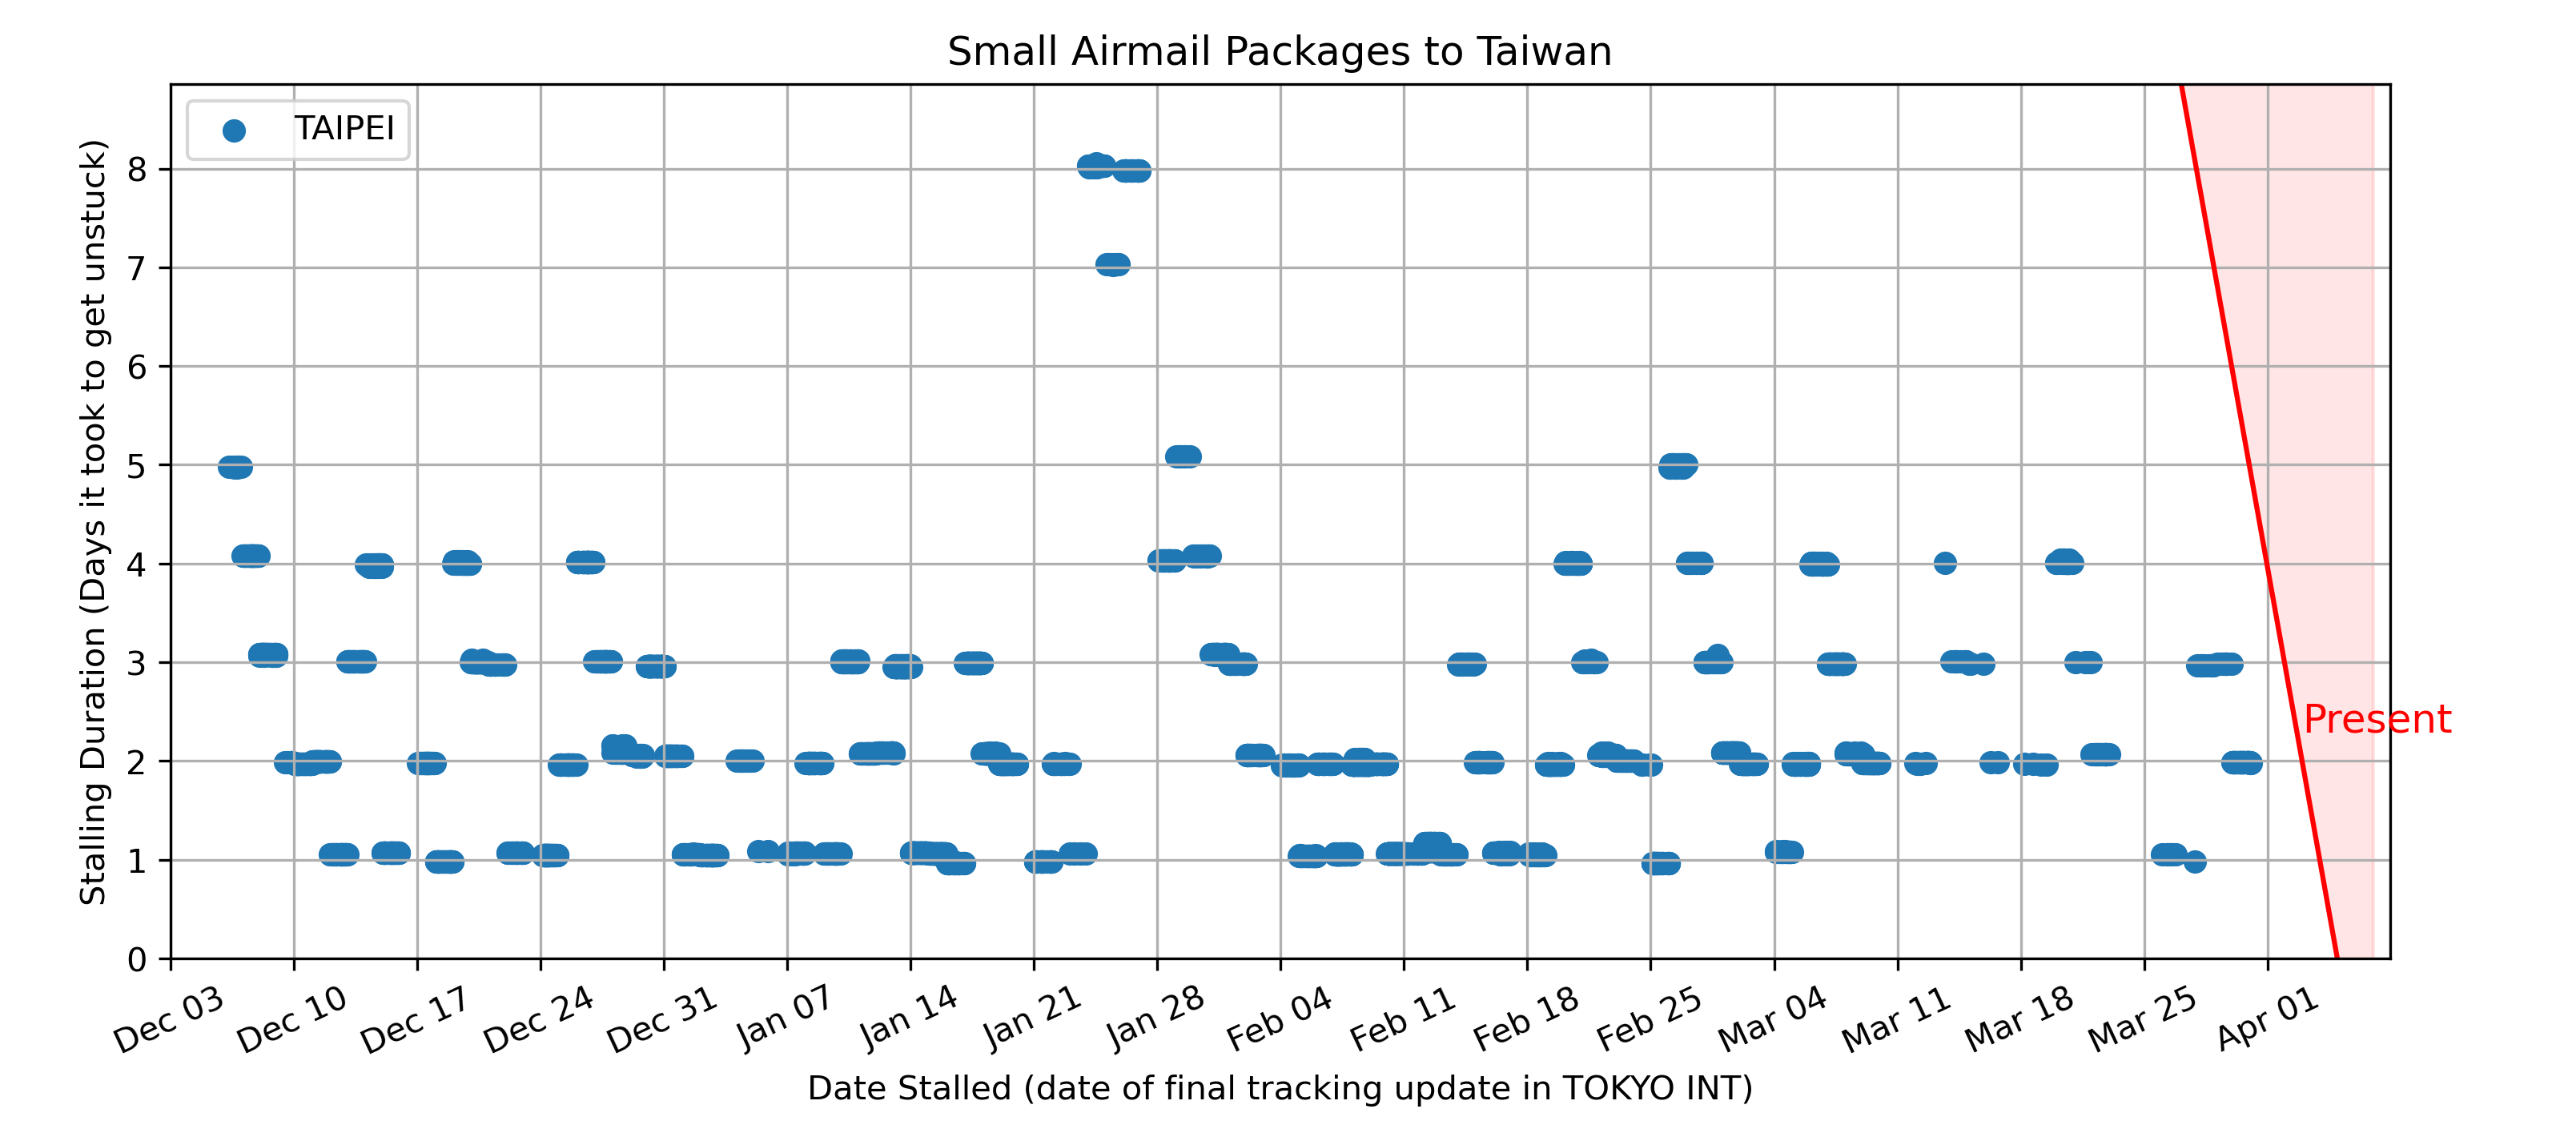 Small Airmail Packages to Taiwan
TAIPEI
Stalling Duration (Days it took to get unstuck)
8
7
6
5
4
3
2
1
0
Present
Dec 03
Dec 10
Dec 17
Dec 24
Dec 31
Jan 07
Jan 14
Jan 21
Jan 28
Feb 04
Feb 11
Feb 18
Feb 25
Mar 04
Mar 11
Mar 18
Mar 25
Apr 01
Date Stalled (date of final tracking update in TOKYO INT)